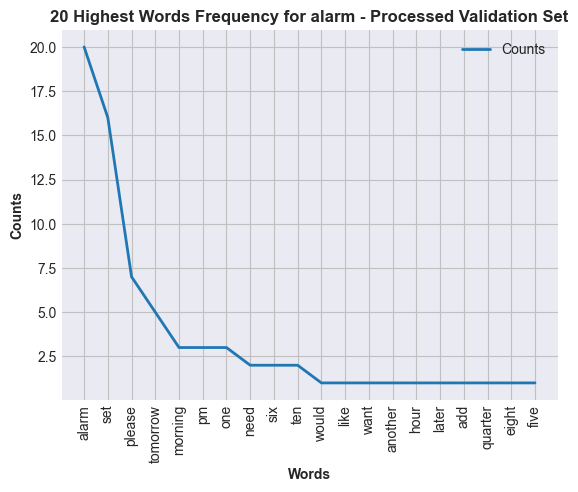 20 Highest Words Frequency for alarm - Processed Validation Set
Counts
20.0
17.5
15.0
12.5
10.0
7.5
5.0
2.5
Counts
alarm
set
please
tomorrow
morning
pm
one
need
six
ten
would
like
want
another
hour
later
add
quarter
eight
five
Words